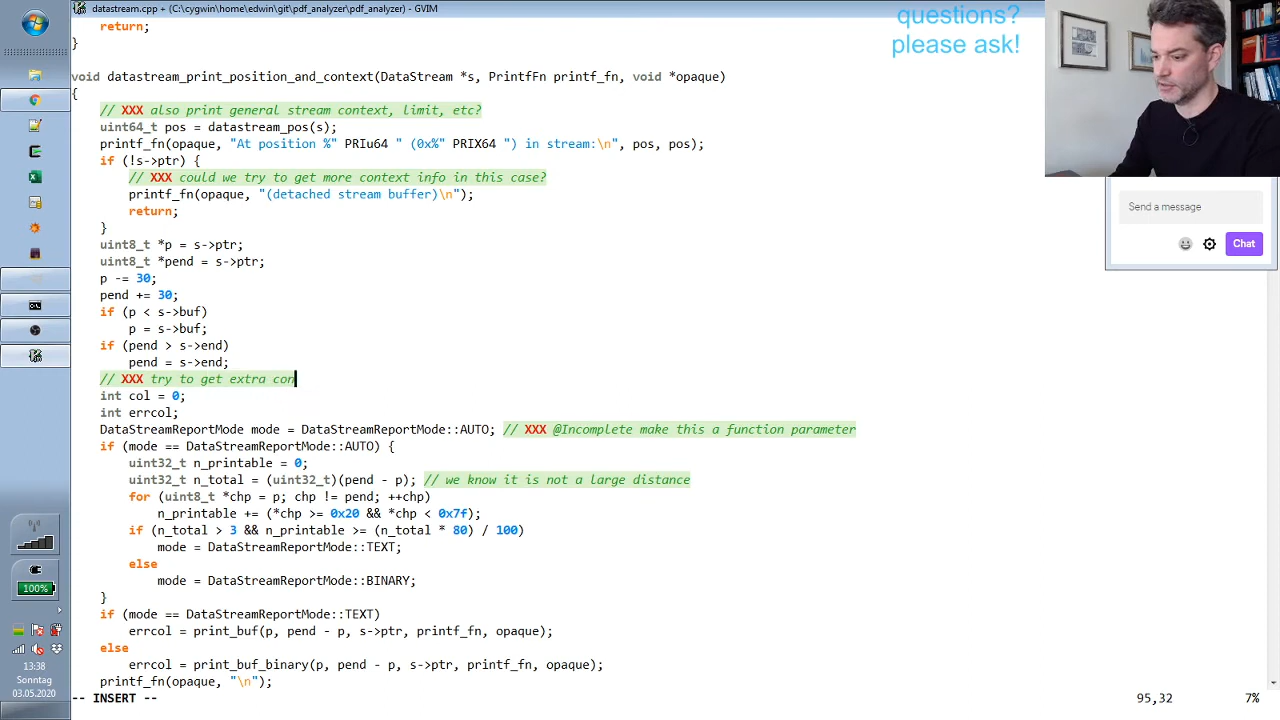 datastream.cpp + (C:\cygwin\home\edwin\git\pdf_analyzer\pdf_analyzer) - GVIM
questions?
please ask!
return;
}
void datastream_print_position_and_context(DataStream *s, PrintfFn printf_fn, void *opaque)
{
// XXX also print general stream context, limit, etc?
uint64_t pos = datastream_pos(s);
printf_fn(opaque, "At position %" PRIu64 " (0x%" PRIX64 ") in stream:\n", pos, pos);
if (!s->ptr) {
// XXX could we try to get more context info in this case?
printf_fn(opaque, "(detached stream buffer)\n");
return;
}
uint8_t *p = s->ptr;
uint8_t *pend = s->ptr;
p -= 30;
pend += 30;
if (p < s->buf)
p = s->buf;
if (pend > s->end)
pend = s->end;
// XXX try to get extra con
int col = 0;
int errcol;
DataStreamReportMode mode = DataStreamReportMode::AUTO; // XXX @Incomplete make this a function parameter
if (mode == DataStreamReportMode::AUTO) {
uint32_t n_printable = 0;
uint32_t n_total = (uint32_t)(pend - p); // we know it is not a large distance
for (uint8_t *chp = p; chp != pend; ++chp)
n_printable += (*chp >= 0x20 && *chp < 0x7f);
if (n_total > 3 && n_printable >= (n_total * 80) / 100)
mode = DataStreamReportMode::TEXT;
else
mode = DataStreamReportMode::BINARY;
}
if (mode == DataStreamReportMode::TEXT)
errcol = print_buf(p, pend - p, s->ptr, printf_fn, opaque);
else
errcol = print_buf_binary(p, pend - p, s->ptr, printf_fn, opaque);
printf_fn(opaque, "\n");
-- INSERT --
95,32
7%
Send a message
Chat
100%
13:38
Sonntag
03.05.2020